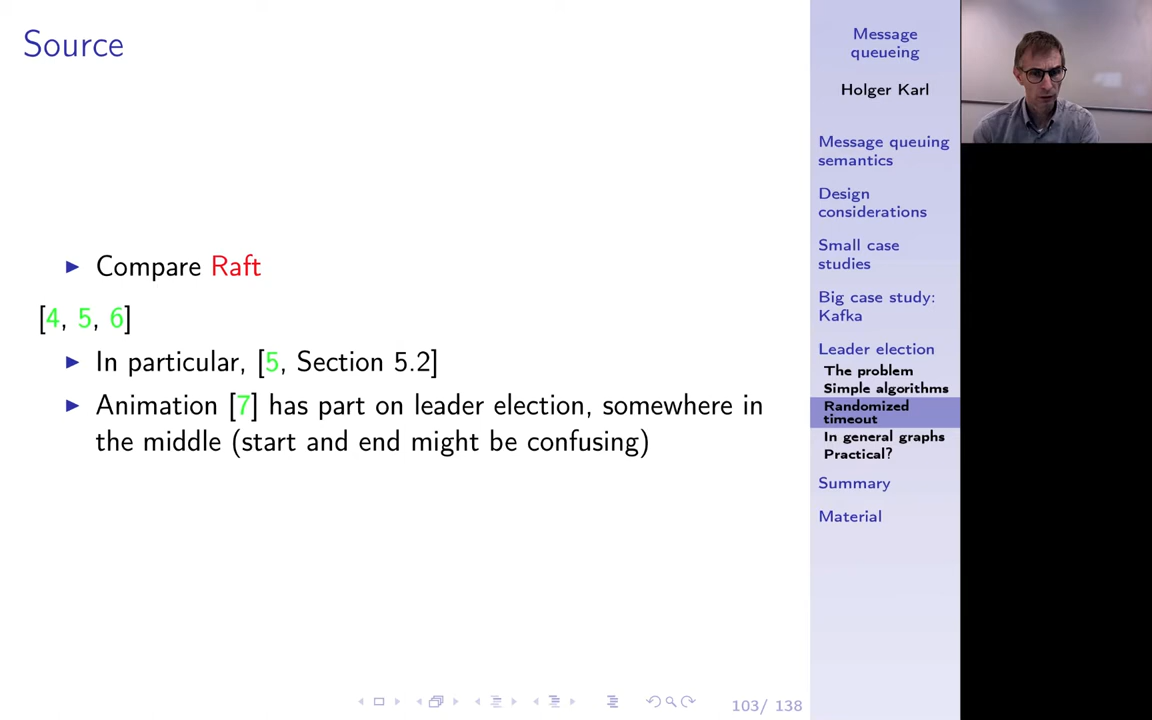 Source
▶ Compare Raft
[4, 5, 6]
▶ In particular, [5, Section 5.2]
▶ Animation [7] has part on leader election, somewhere in
the middle (start and end might be confusing)
Message
queueing
Holger Karl
Message queuing
semantics
Design
considerations
Small case
studies
Big case study:
Kafka
Leader election
The problem
Simple algorithms
Randomized
timeout
In general graphs
Practical?
Summary
Material
103/ 138